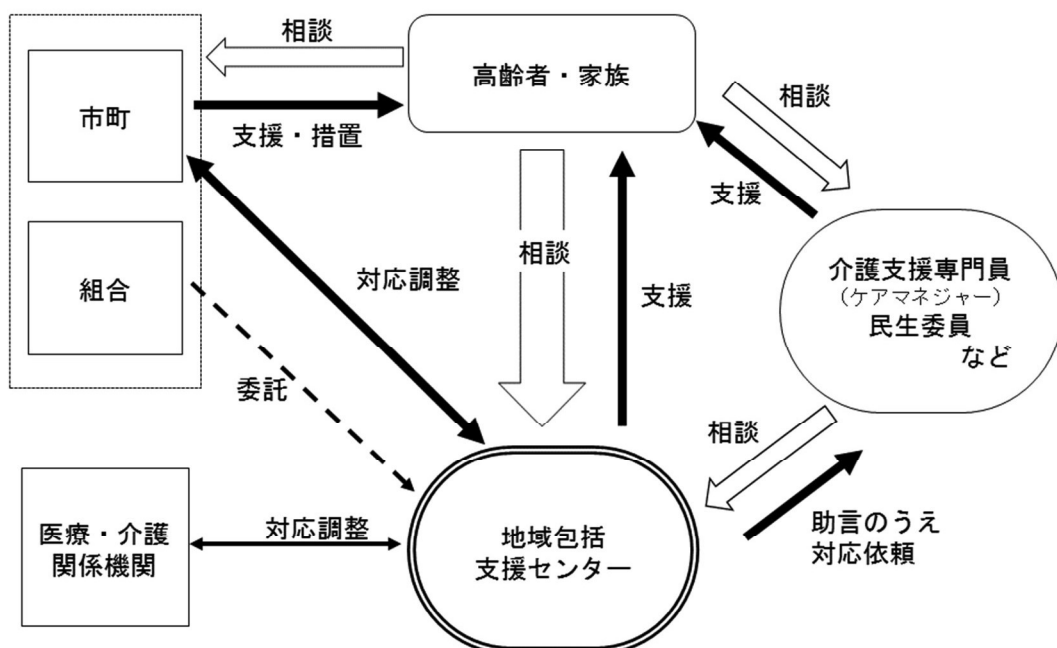 相談
高齢者・家族
市町
支援・措置
相談
支援
組合
対応調整
相談
支援
介護支援専門員
（ケアマネジャー）
民生委員
など
委託
相談
医療・介護
関係機関
対応調整
地域包括
支援センター
助言のうえ
対応依頼